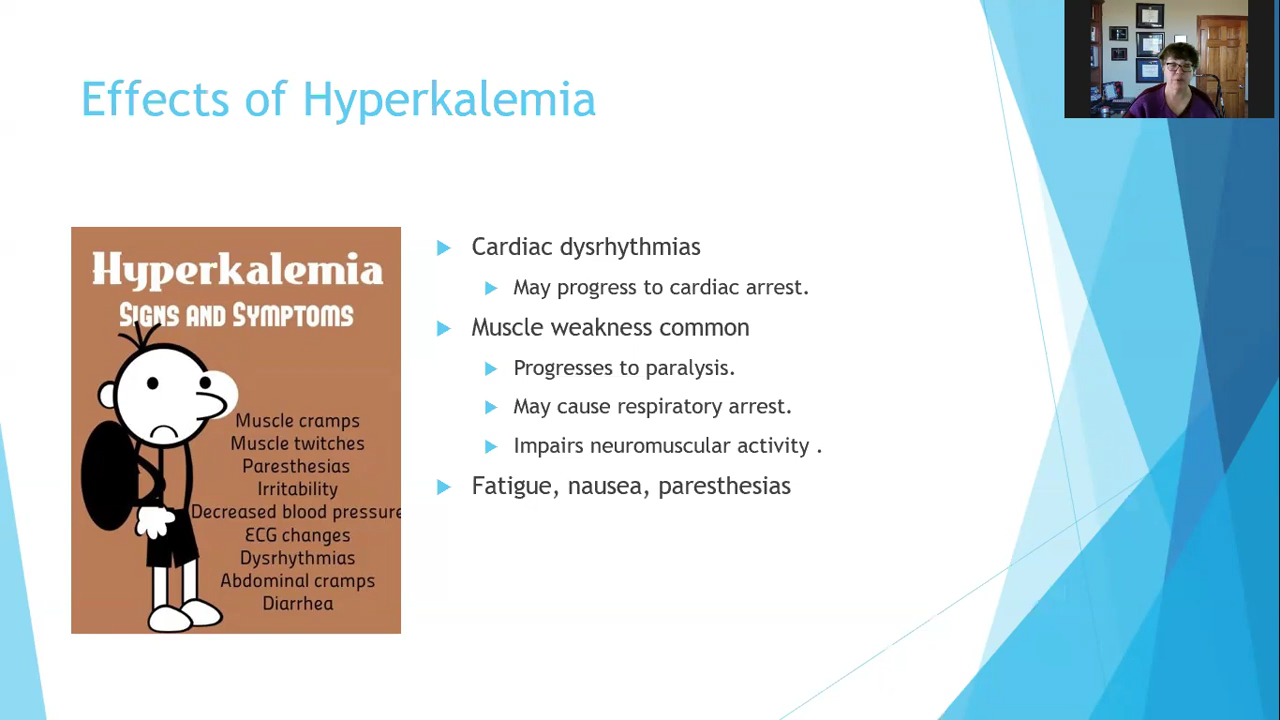 Effects of Hyperkalemia
Hyperkalemia
Signs and Symptoms
Muscle cramps
Muscle twitches
Paresthesias
Irritability
Decreased blood pressure
ECG changes
Dysrhythmias
Abdominal cramps
Diarrhea
Cardiac dysrhythmias
May progress to cardiac arrest.
Muscle weakness common
Progresses to paralysis.
May cause respiratory arrest.
Impairs neuromuscular activity .
Fatigue, nausea, paresthesias